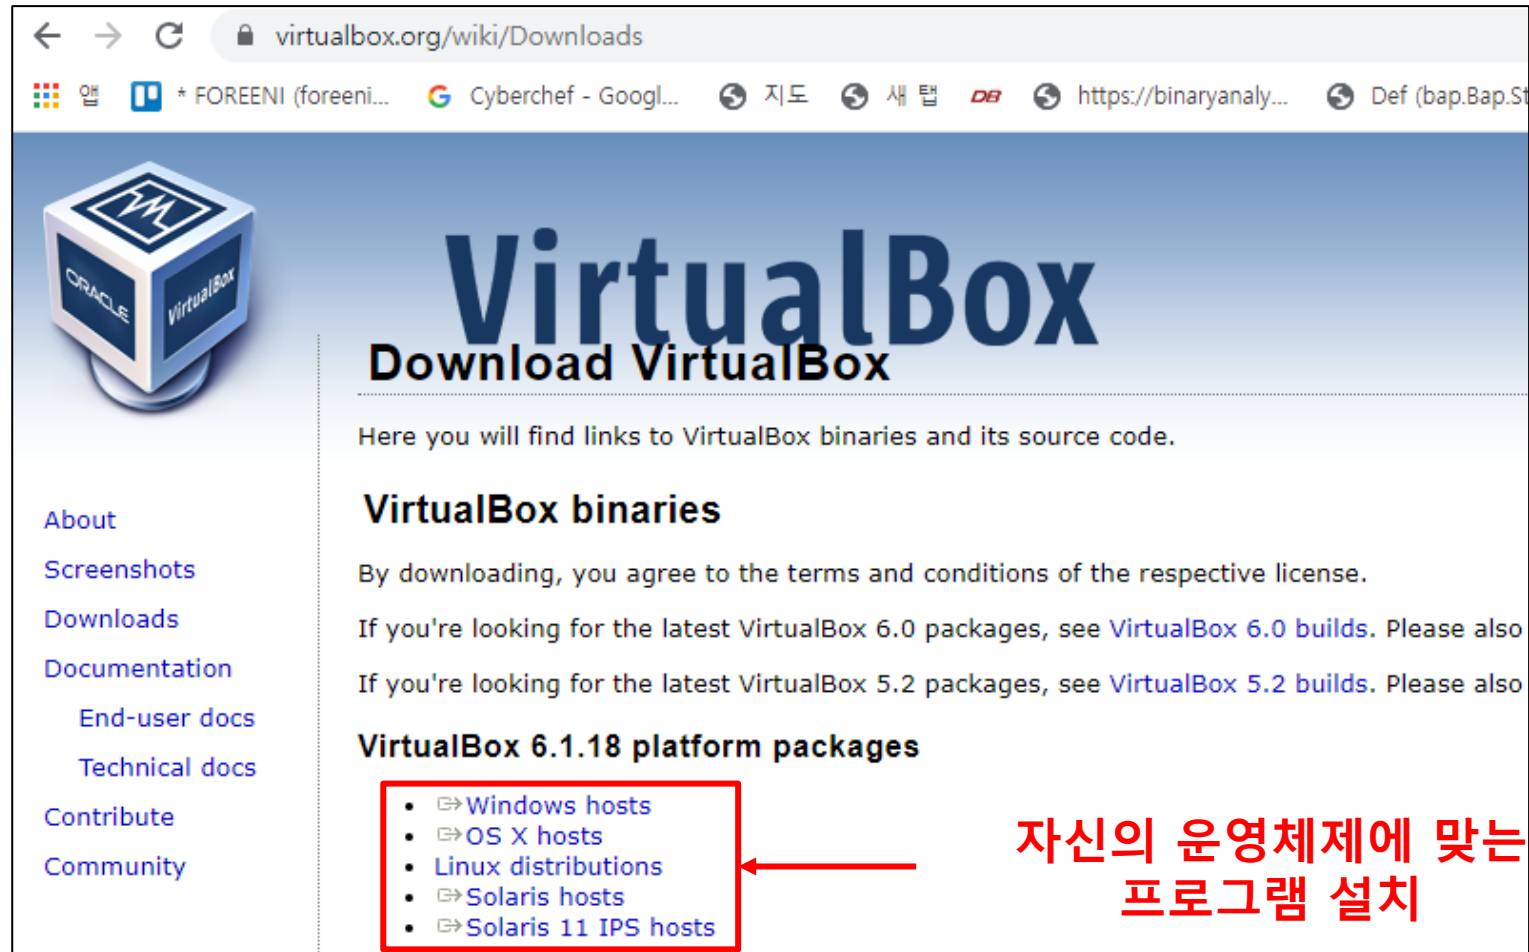 virtualbox.org/wiki/Downloads
앱 * FOREENI (foreeni... Cyberchef - Googl... 지도 새 탭 DB https://binaryanaly... Def (bap.Bap.St
ORACLE VirtualBox
VirtualBox
Download VirtualBox
Here you will find links to VirtualBox binaries and its source code.
VirtualBox binaries
By downloading, you agree to the terms and conditions of the respective license.
If you're looking for the latest VirtualBox 6.0 packages, see VirtualBox 6.0 builds. Please also
If you're looking for the latest VirtualBox 5.2 packages, see VirtualBox 5.2 builds. Please also
VirtualBox 6.1.18 platform packages
Windows hosts
OS X hosts
Linux distributions
Solaris hosts
Solaris 11 IPS hosts
자신의 운영체제에 맞는
프로그램 설치
About
Screenshots
Downloads
Documentation
End-user docs
Technical docs
Contribute
Community